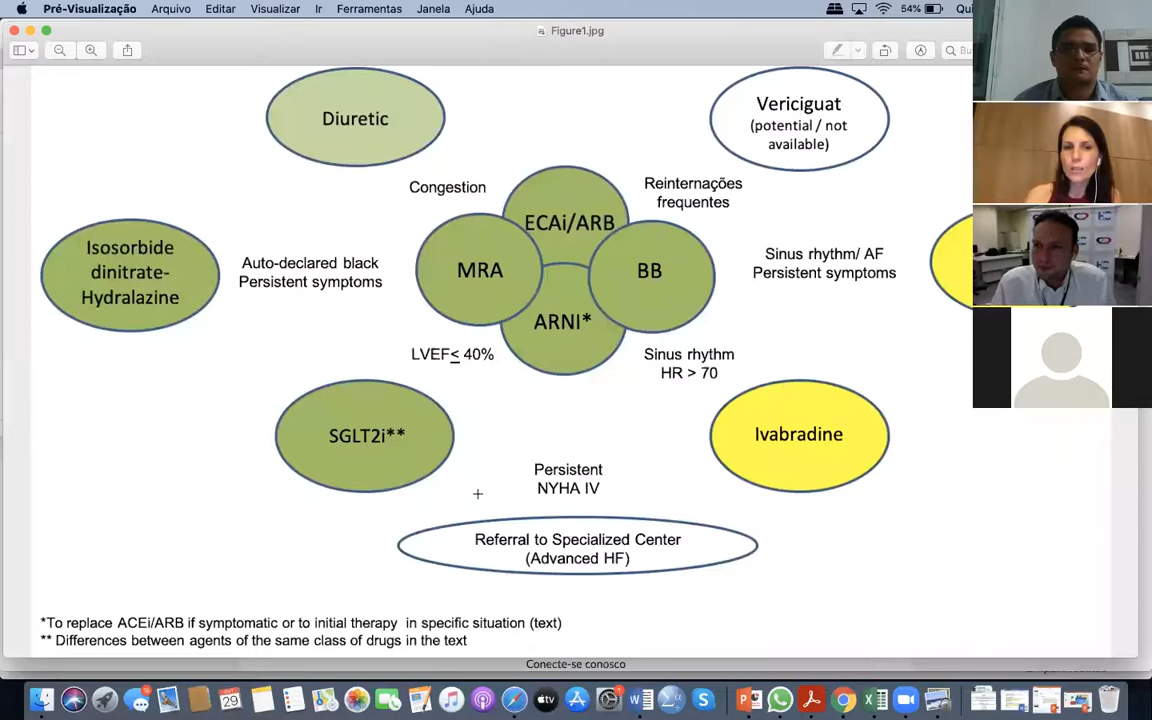 Pré-Visualização Arquivo Editar Visualizar Ir Ferramentas Janela Ajuda 54% Qui
Figure1.jpg
Diuretic
Vericiguat
(potential / not
available)
Congestion
Reinternações
frequentes
ECAi/ARB
Isosorbide
dinitrate-
Hydralazine
Auto-declared black
Persistent symptoms
MRA
BB
Sinus rhythm/ AF
Persistent symptoms
ARNI*
LVEF≤ 40%
Sinus rhythm
HR > 70
SGLT2i**
Ivabradine
Persistent
NYHA IV
Referral to Specialized Center
(Advanced HF)
*To replace ACEi/ARB if symptomatic or to initial therapy in specific situation (text)
** Differences between agents of the same class of drugs in the text
Conecte-se conosco
29